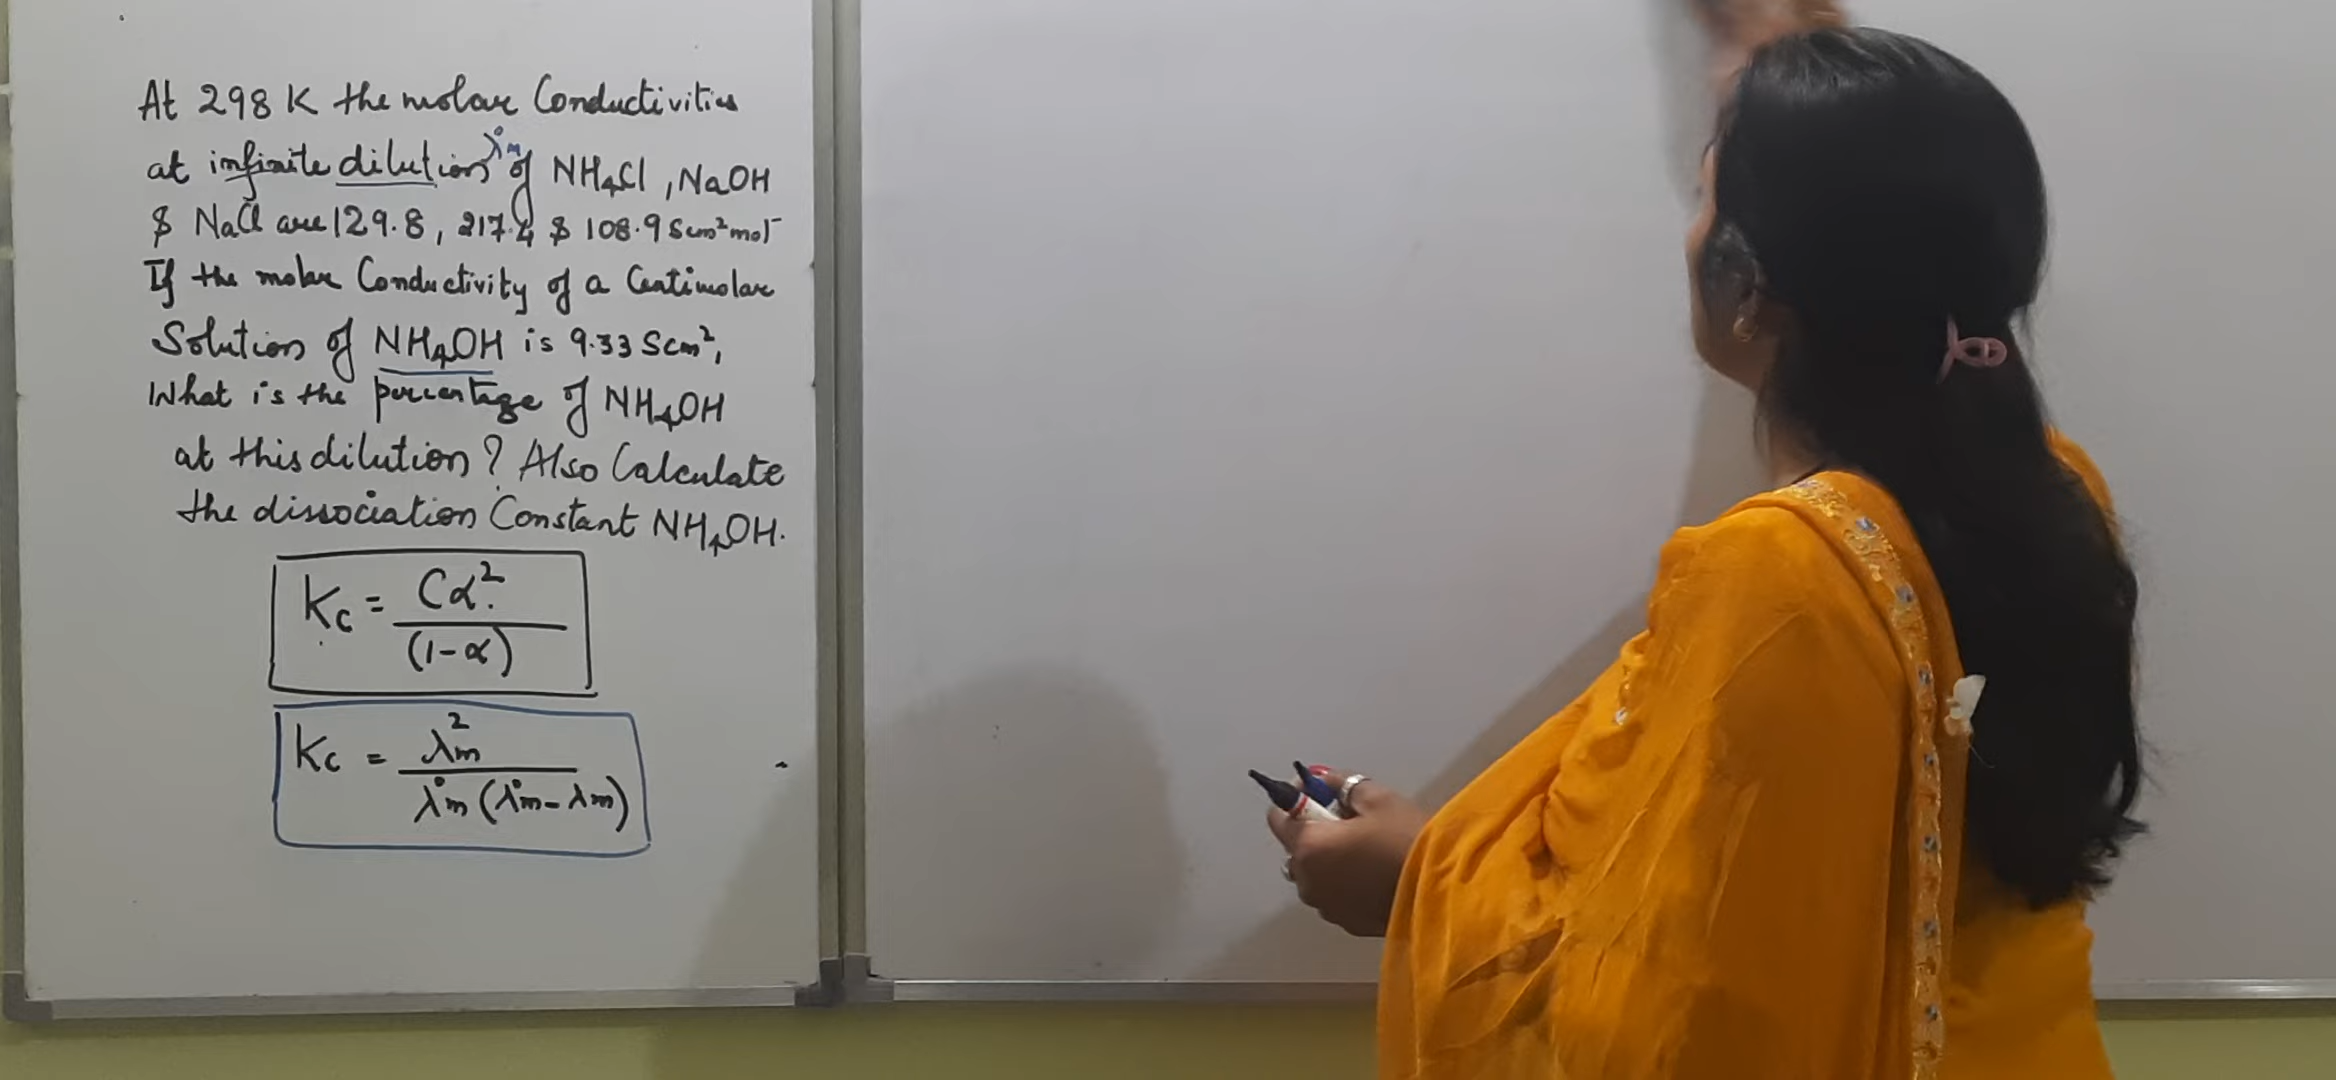 At 298 K the molar Conductivities
at infinite dilution λ°m of NH4Cl, NaOH
& NaCl are 129.8, 217.4 & 108.9 Scm²mol⁻
If the molar Conductivity of a Centimolar
Solution of NH4OH is 9.33 Scm²,
What is the percentage of NH4OH
at this dilution? Also Calculate
the dissociation Constant NH4OH.
Kc = Cα² / (1-α)
Kc = λ²m / λ°m (λ°m - λm)